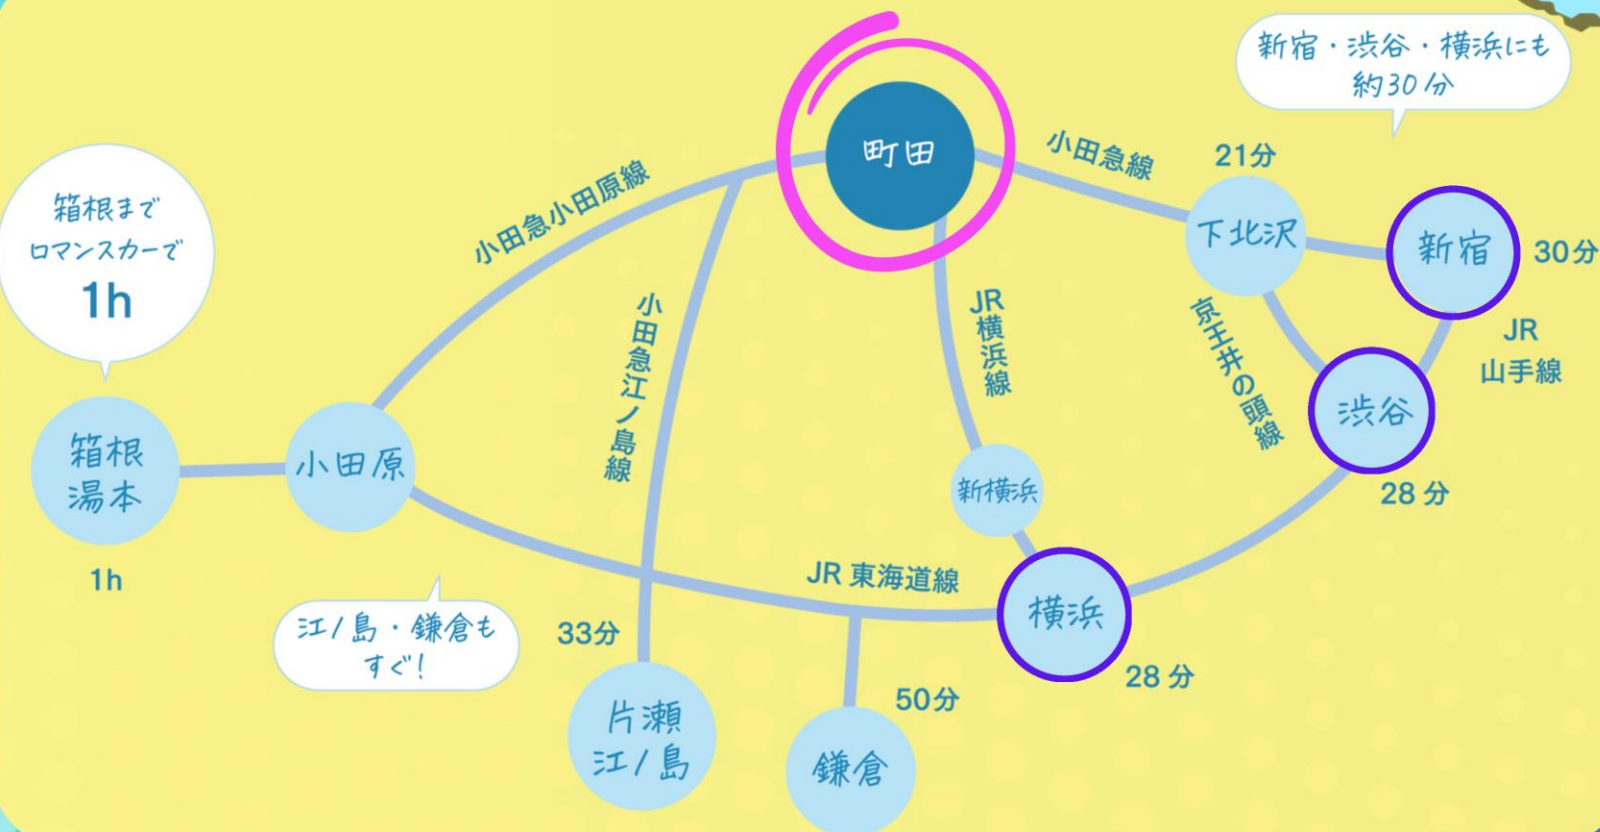 新宿・渋谷・横浜にも
約30分
町田
小田急線
21分
下北沢
新宿
30分
JR
山手線
京王井の頭線
渋谷
28分
箱根まで
ロマンスカーで
1h
小田急小田原線
小田急江ノ島線
JR横浜線
箱根
湯本
1h
小田原
新横浜
JR 東海道線
横浜
28分
江ノ島・鎌倉も
すぐ!
33分
片瀬
江ノ島
50分
鎌倉